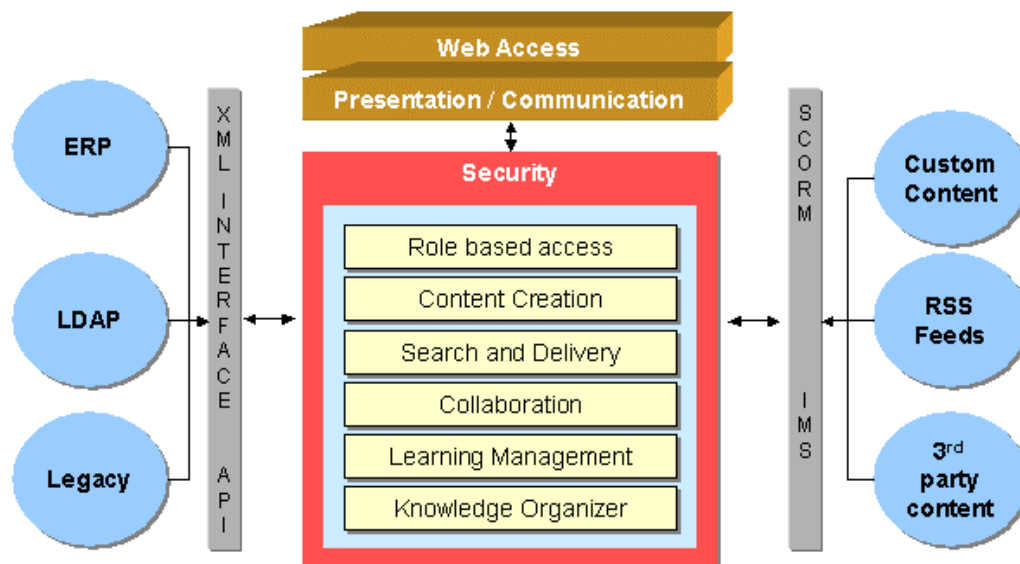 Web Access
Presentation / Communication
ERP
LDAP
Legacy
XML INTERFACE API
Security
Role based access
Content Creation
Search and Delivery
Collaboration
Learning Management
Knowledge Organizer
SCORM IMS
Custom
Content
RSS
Feeds
3rd
party
content